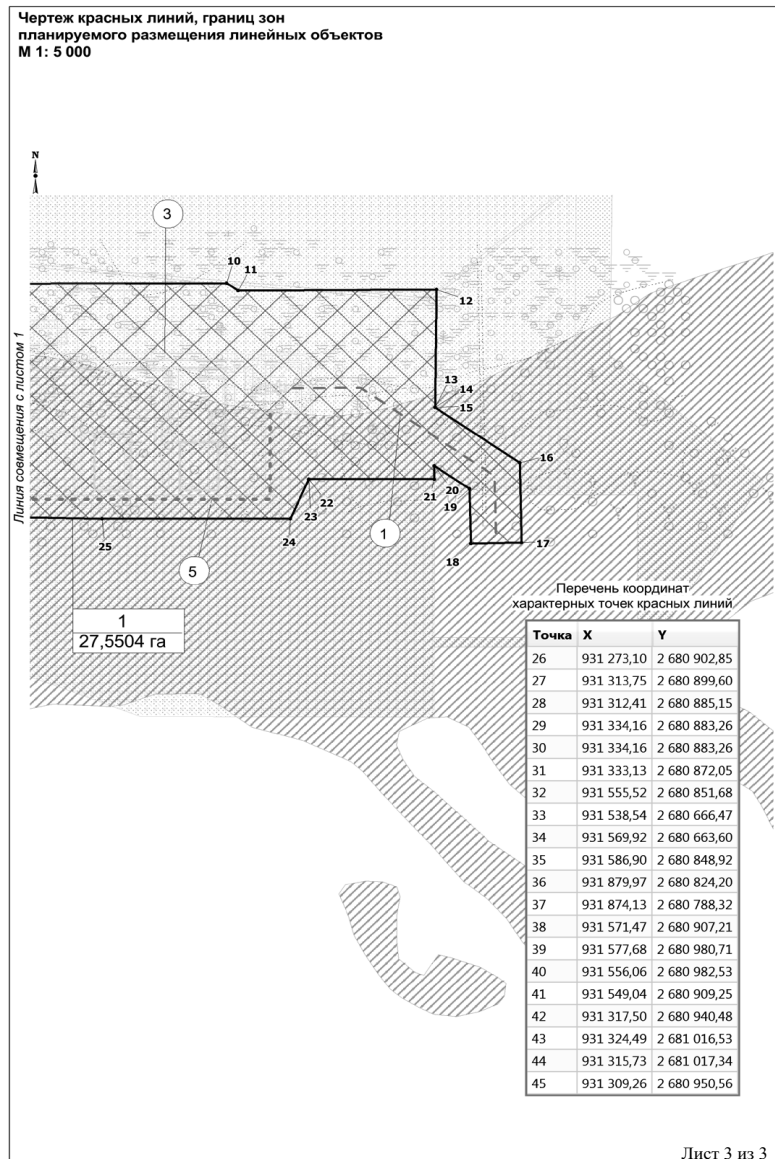 Чертеж красных линий, границ зон
планируемого размещения линейных объектов
М 1: 5 000
N
3
10
11
12
Линия совмещения с листом 1
13
14
15
1
16
21
20
19
22
23
24
25
5
1
18
17
1
27,5504 га
Перечень координат
характерных точек красных линий
Точка X Y
26 931 273,10 2 680 902,85
27 931 313,75 2 680 899,60
28 931 312,41 2 680 885,15
29 931 334,16 2 680 883,26
30 931 334,16 2 680 883,26
31 931 333,13 2 680 872,05
32 931 555,52 2 680 851,68
33 931 538,54 2 680 666,47
34 931 569,92 2 680 663,60
35 931 586,90 2 680 848,92
36 931 879,97 2 680 824,20
37 931 874,13 2 680 788,32
38 931 571,47 2 680 907,21
39 931 577,68 2 680 980,71
40 931 556,06 2 680 982,53
41 931 549,04 2 680 909,25
42 931 317,50 2 680 940,48
43 931 324,49 2 681 016,53
44 931 315,73 2 681 017,34
45 931 309,26 2 680 950,56
Лист 3 из 3